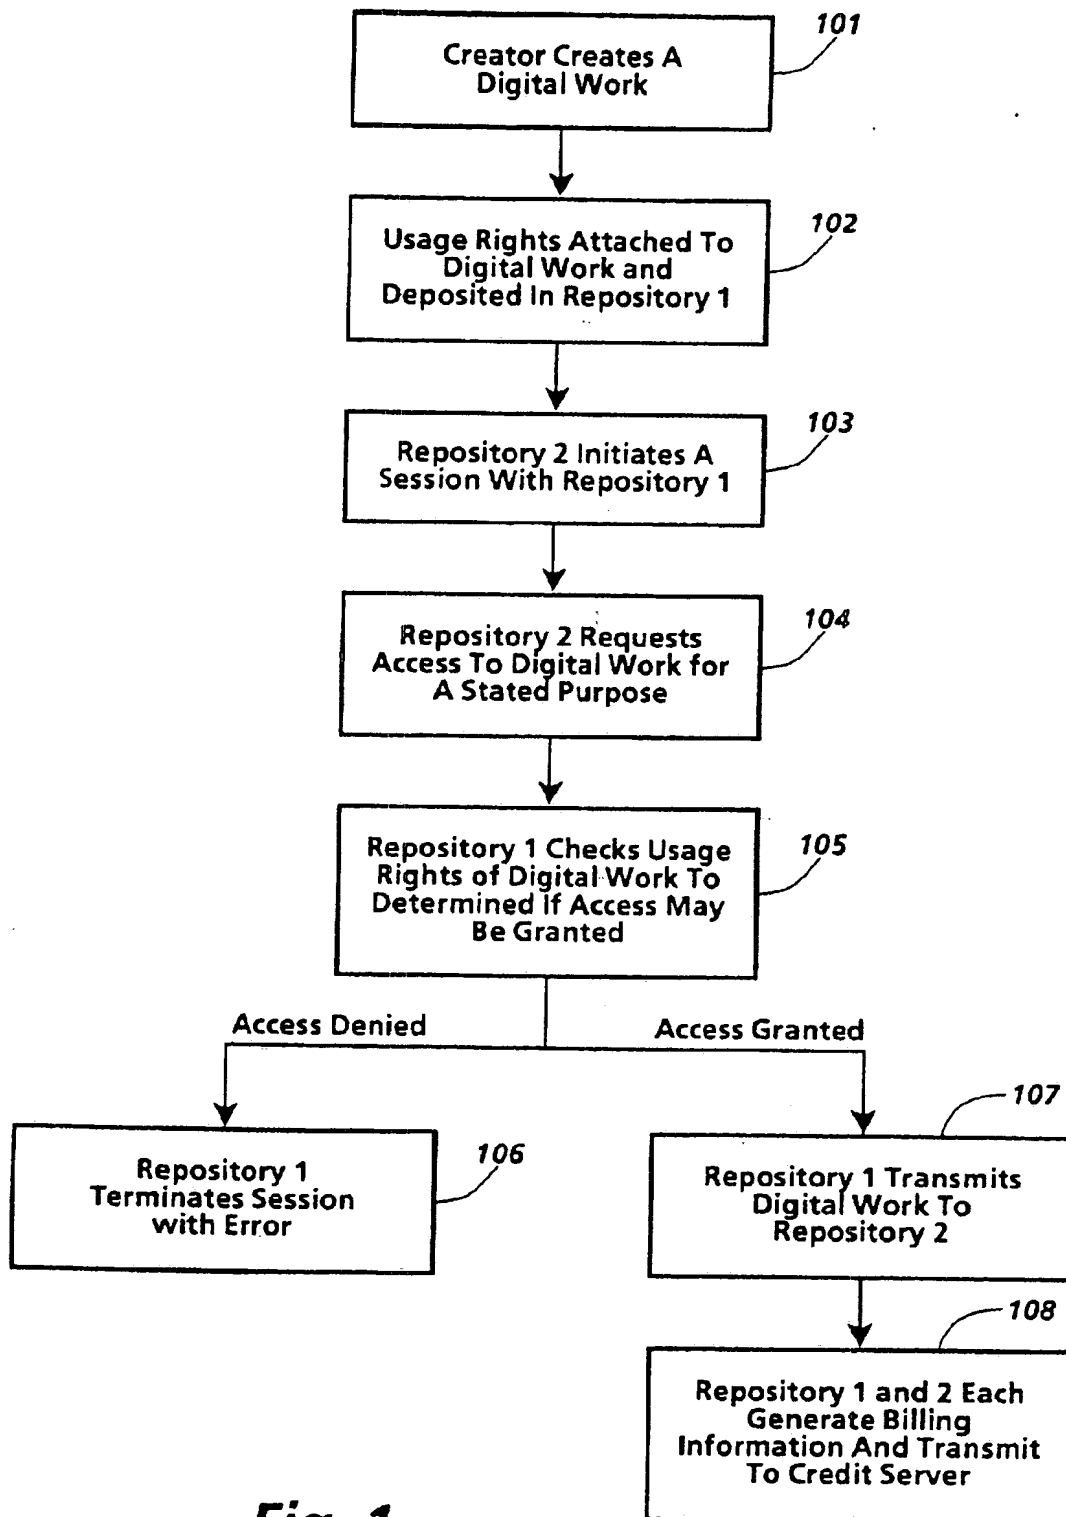 101
Creator Creates A
Digital Work
102
Usage Rights Attached To
Digital Work and
Deposited In Repository 1
103
Repository 2 Initiates A
Session With Repository 1
104
Repository 2 Requests
Access To Digital Work for
A Stated Purpose
105
Repository 1 Checks Usage
Rights of Digital Work To
Determined If Access May
Be Granted
Access Denied
Access Granted
106
Repository 1
Terminates Session
with Error
107
Repository 1 Transmits
Digital Work To
Repository 2
108
Repository 1 and 2 Each
Generate Billing
Information And Transmit
To Credit Server
Fig. 1